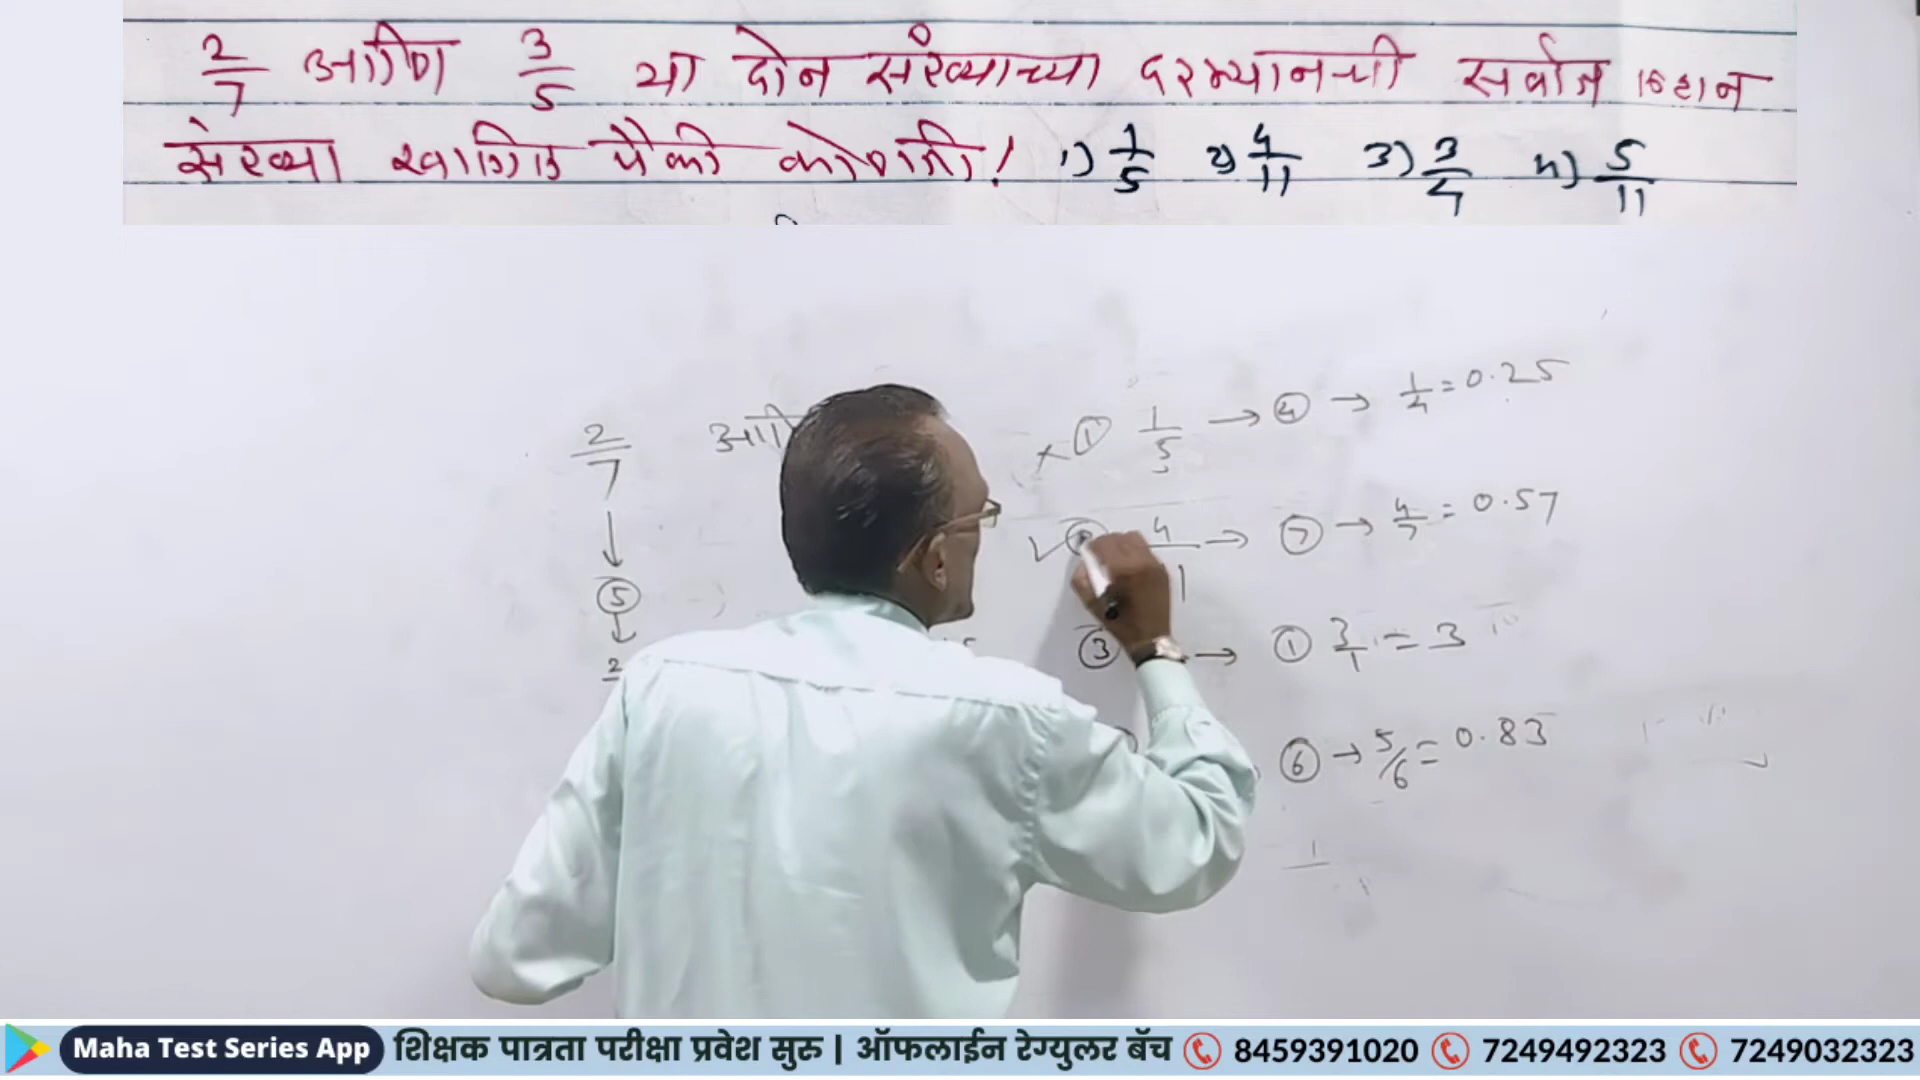 2/7 आणि 3/5 या दोन संख्याच्या दरम्यानची सर्वात लहान
संख्या खालील पैकी कोणती! 1) 1/5 2) 4/11 3) 3/4 4) 5/11
2/7 → 5 →
× ① 1/5 → ④ → 1/4 = 0.25
✓ → ⑦ → 4/7 = 0.57
③ → ① 3/1 = 3
⑥ → 5/6 = 0.83
Maha Test Series App शिक्षक पात्रता परीक्षा प्रवेश सुरु | ऑफलाईन रेग्युलर बॅच 8459391020 7249492323 7249032323